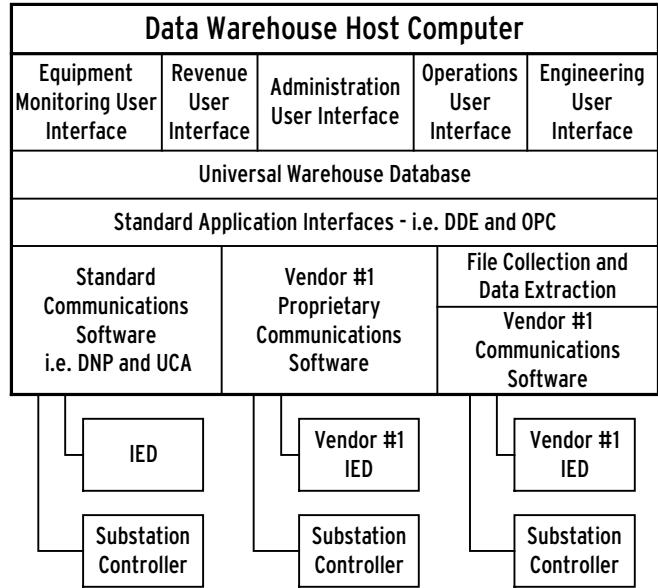 Data Warehouse Host Computer
Equipment
Monitoring User
Interface
Revenue
User
Interface
Administration
User Interface
Operations
User
Interface
Engineering
User
Interface
Universal Warehouse Database
Standard Application Interfaces - i.e. DDE and OPC
Standard
Communications
Software
i.e. DNP and UCA
Vendor #1
Proprietary
Communications
Software
File Collection and
Data Extraction
Vendor #1
Communications
Software
IED
Vendor #1
IED
Vendor #1
IED
Substation
Controller
Substation
Controller
Substation
Controller